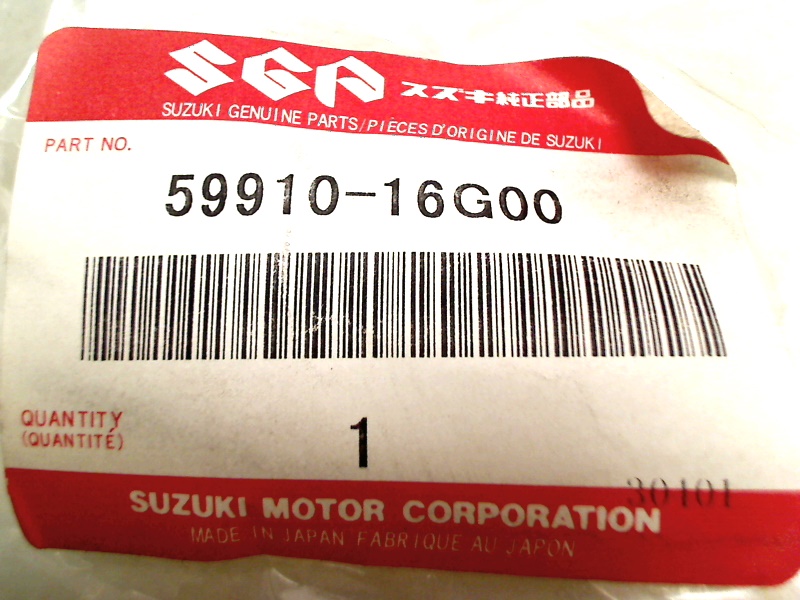 SGP スズキ純正部品
SUZUKI GENUINE PARTS/PIÈCES D'ORIGINE DE SUZUKI
PART NO.
59910-16G00
QUANTITY
(QUANTITÉ)
1
30401
SUZUKI MOTOR CORPORATION
MADE IN JAPAN FABRIQUE AU JAPON